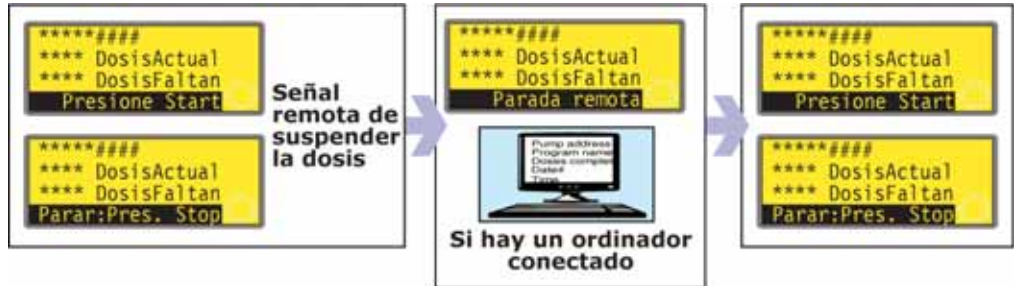 *****####
**** DosisActual
**** DosisFaltan
Presione Start
*****####
**** DosisActual
**** DosisFaltan
Parar:Pres. Stop
Señal
remota de
suspender
la dosis
*****####
**** DosisActual
**** DosisFaltan
Parada remota
Pump address
Program name
Doses complet
Date#
Time
Si hay un ordinador
conectado
*****####
**** DosisActual
**** DosisFaltan
Presione Start
*****####
**** DosisActual
**** DosisFaltan
Parar:Pres. Stop